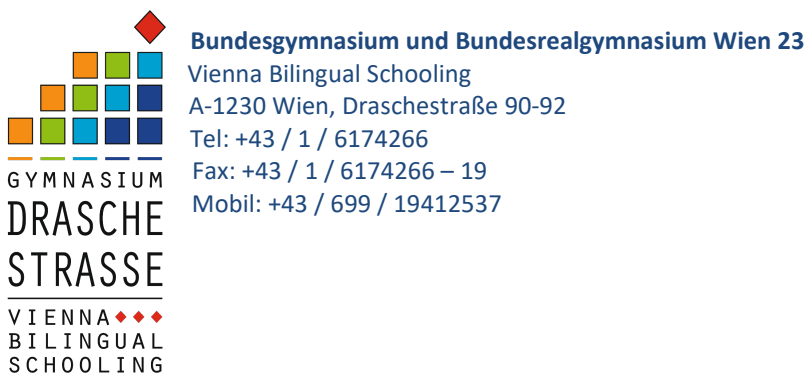 Bundesgymnasium und Bundesrealgymnasium Wien 23
Vienna Bilingual Schooling
A-1230 Wien, Draschestraße 90-92
Tel: +43 / 1 / 6174266
Fax: +43 / 1 / 6174266 – 19
Mobil: +43 / 699 / 19412537
GYMNASIUM
DRASCHE
STRASSE
VIENNA
BILINGUAL
SCHOOLING